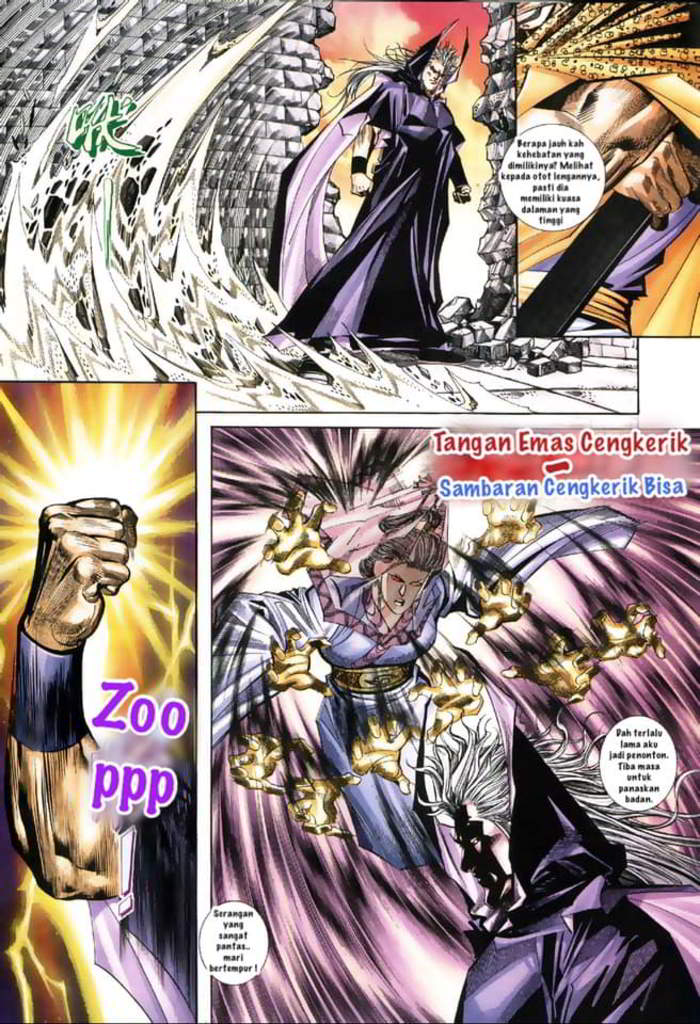 Berapa jauh kah
kehebatan yang
dimilikinya? Melihat
kepada otot lengannya,
pasti dia
memiliki kuasa
dalaman yang
tinggi
Tangan Emas Cengkerik
–
Sambaran Cengkerik Bisa
Zoo
ppp
Dah terlalu
lama aku
jadi penonton.
Tiba masa
untuk
panaskan
badan.
Serangan
yang
sangat
pantas..
mari
bertempur !